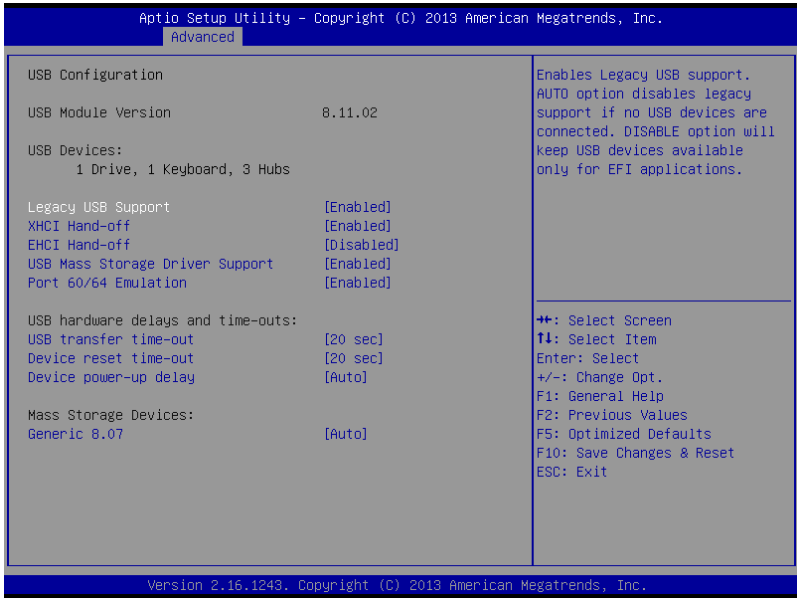 Aptio Setup Utility – Copyright (C) 2013 American Megatrends, Inc.
Advanced
USB Configuration
USB Module Version 8.11.02
USB Devices:
1 Drive, 1 Keyboard, 3 Hubs
Legacy USB Support [Enabled]
XHCI Hand-off [Enabled]
EHCI Hand-off [Disabled]
USB Mass Storage Driver Support [Enabled]
Port 60/64 Emulation [Enabled]
USB hardware delays and time-outs:
USB transfer time-out [20 sec]
Device reset time-out [20 sec]
Device power-up delay [Auto]
Mass Storage Devices:
Generic 8.07 [Auto]
Enables Legacy USB support.
AUTO option disables legacy
support if no USB devices are
connected. DISABLE option will
keep USB devices available
only for EFI applications.
→←: Select Screen
↑↓: Select Item
Enter: Select
+/-: Change Opt.
F1: General Help
F2: Previous Values
F5: Optimized Defaults
F10: Save Changes & Reset
ESC: Exit
Version 2.16.1243. Copyright (C) 2013 American Megatrends, Inc.